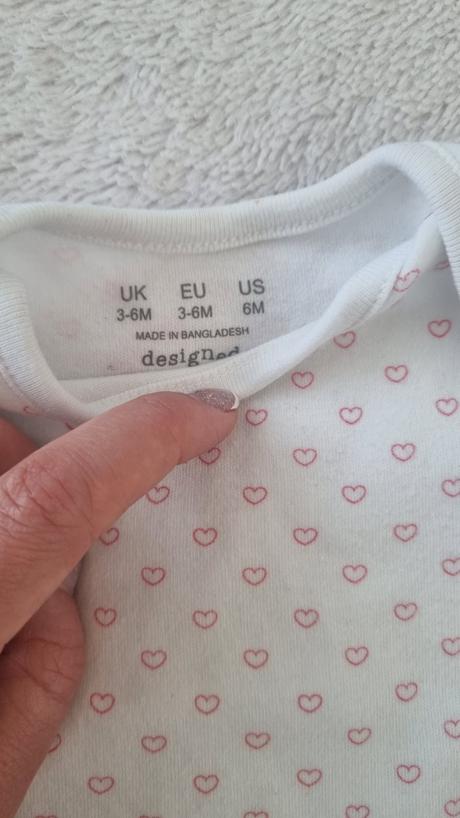 UK EU US
3-6M 3-6M 6M
MADE IN BANGLADESH
designed